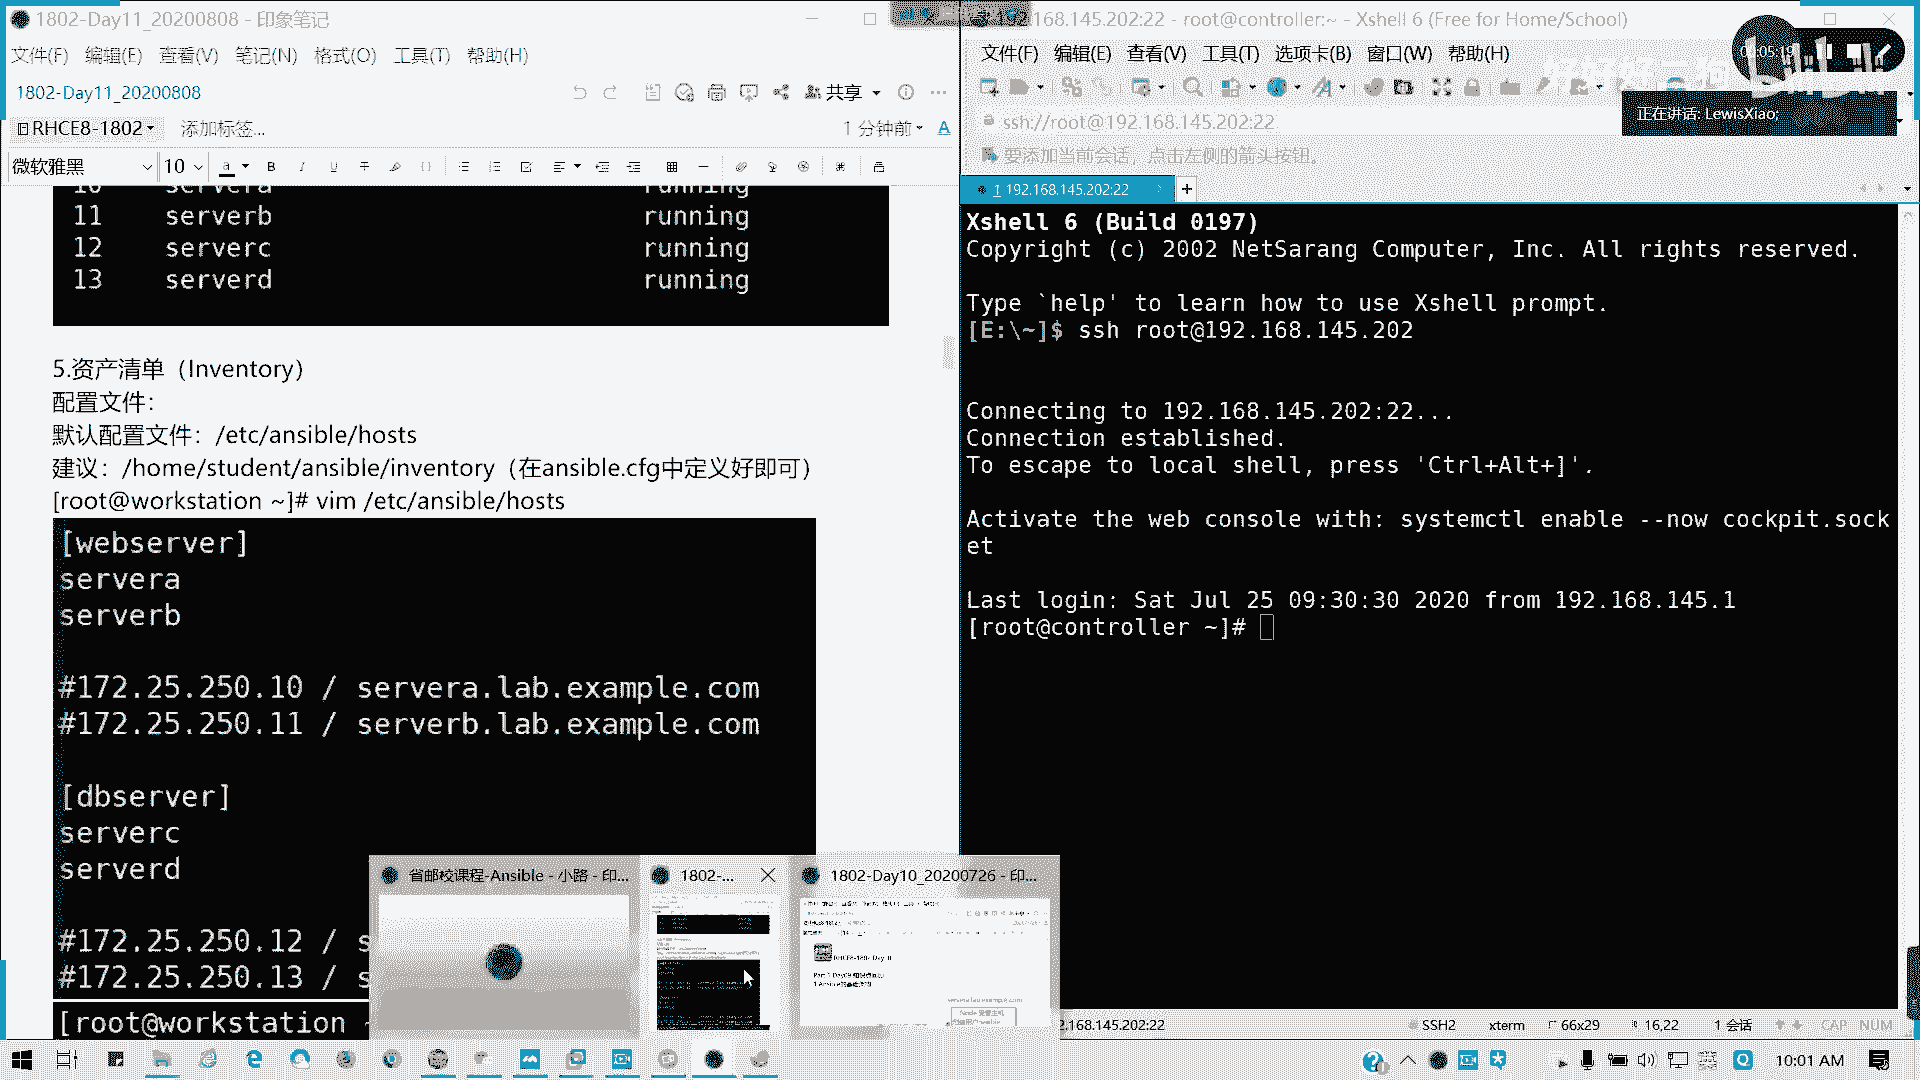 1802-Day11_20200808 - 印象笔记
文件(F) 编辑(E) 查看(V) 笔记(N) 格式(O) 工具(T) 帮助(H)
1802-Day11_20200808
共享
RHCE8-1802
添加标签...
1 分钟前
微软雅黑 10
10 servera running
11 serverb running
12 serverc running
13 serverd running
5.资产清单（Inventory）
配置文件：
默认配置文件：/etc/ansible/hosts
建议：/home/student/ansible/inventory（在ansible.cfg中定义好即可）
[root@workstation ~]# vim /etc/ansible/hosts
[webserver]
servera
serverb
#172.25.250.10 / servera.lab.example.com
#172.25.250.11 / serverb.lab.example.com
[dbserver]
serverc
serverd
#172.25.250.12 / s
#172.25.250.13 / s
[root@workstation ~
省邮校课程-Ansible - 小路 - 印...
1802-...
1802-Day10_20200726 - 印...
168.145.202:22 - root@controller:~ - Xshell 6 (Free for Home/School)
文件(F) 编辑(E) 查看(V) 工具(T) 选项卡(B) 窗口(W) 帮助(H)
正在讲话: LewisXiao;
ssh://root@192.168.145.202:22
要添加当前会话，点击左侧的箭头按钮。
1 192.168.145.202:22
Xshell 6 (Build 0197)
Copyright (c) 2002 NetSarang Computer, Inc. All rights reserved.
Type `help' to learn how to use Xshell prompt.
[E:\~]$ ssh root@192.168.145.202
Connecting to 192.168.145.202:22...
Connection established.
To escape to local shell, press 'Ctrl+Alt+]'.
Activate the web console with: systemctl enable --now cockpit.sock
et
Last login: Sat Jul 25 09:30:30 2020 from 192.168.145.1
[root@controller ~]#
2.168.145.202:22 SSH2 xterm 66x29 16,22 1 会话 CAP NUM
10:01 AM